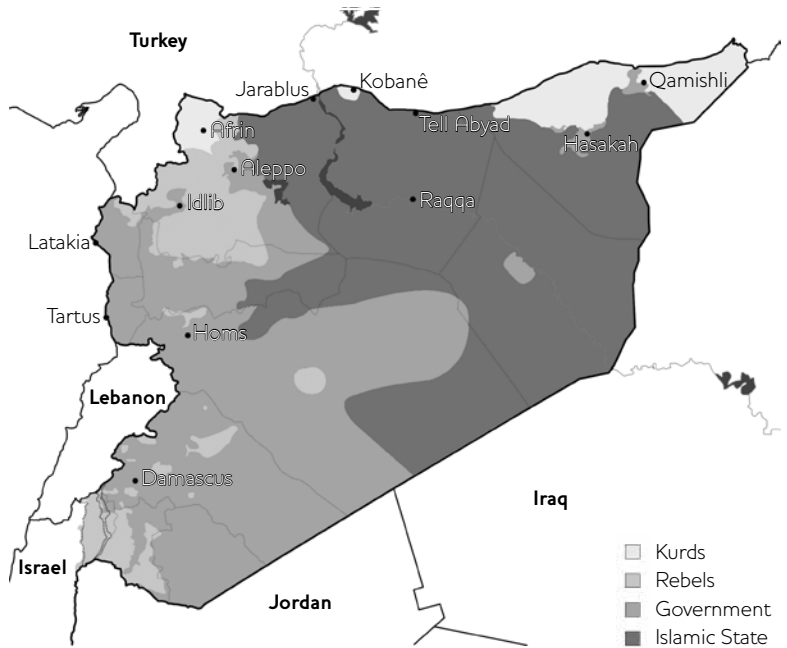 Turkey
Jarablus
Kobanê
Qamishli
Tell Abyad
Afrin
Hasakah
Aleppo
Idlib
Raqqa
Latakia
Tartus
Homs
Lebanon
Damascus
Iraq
Israel
Jordan
Kurds
Rebels
Government
Islamic State